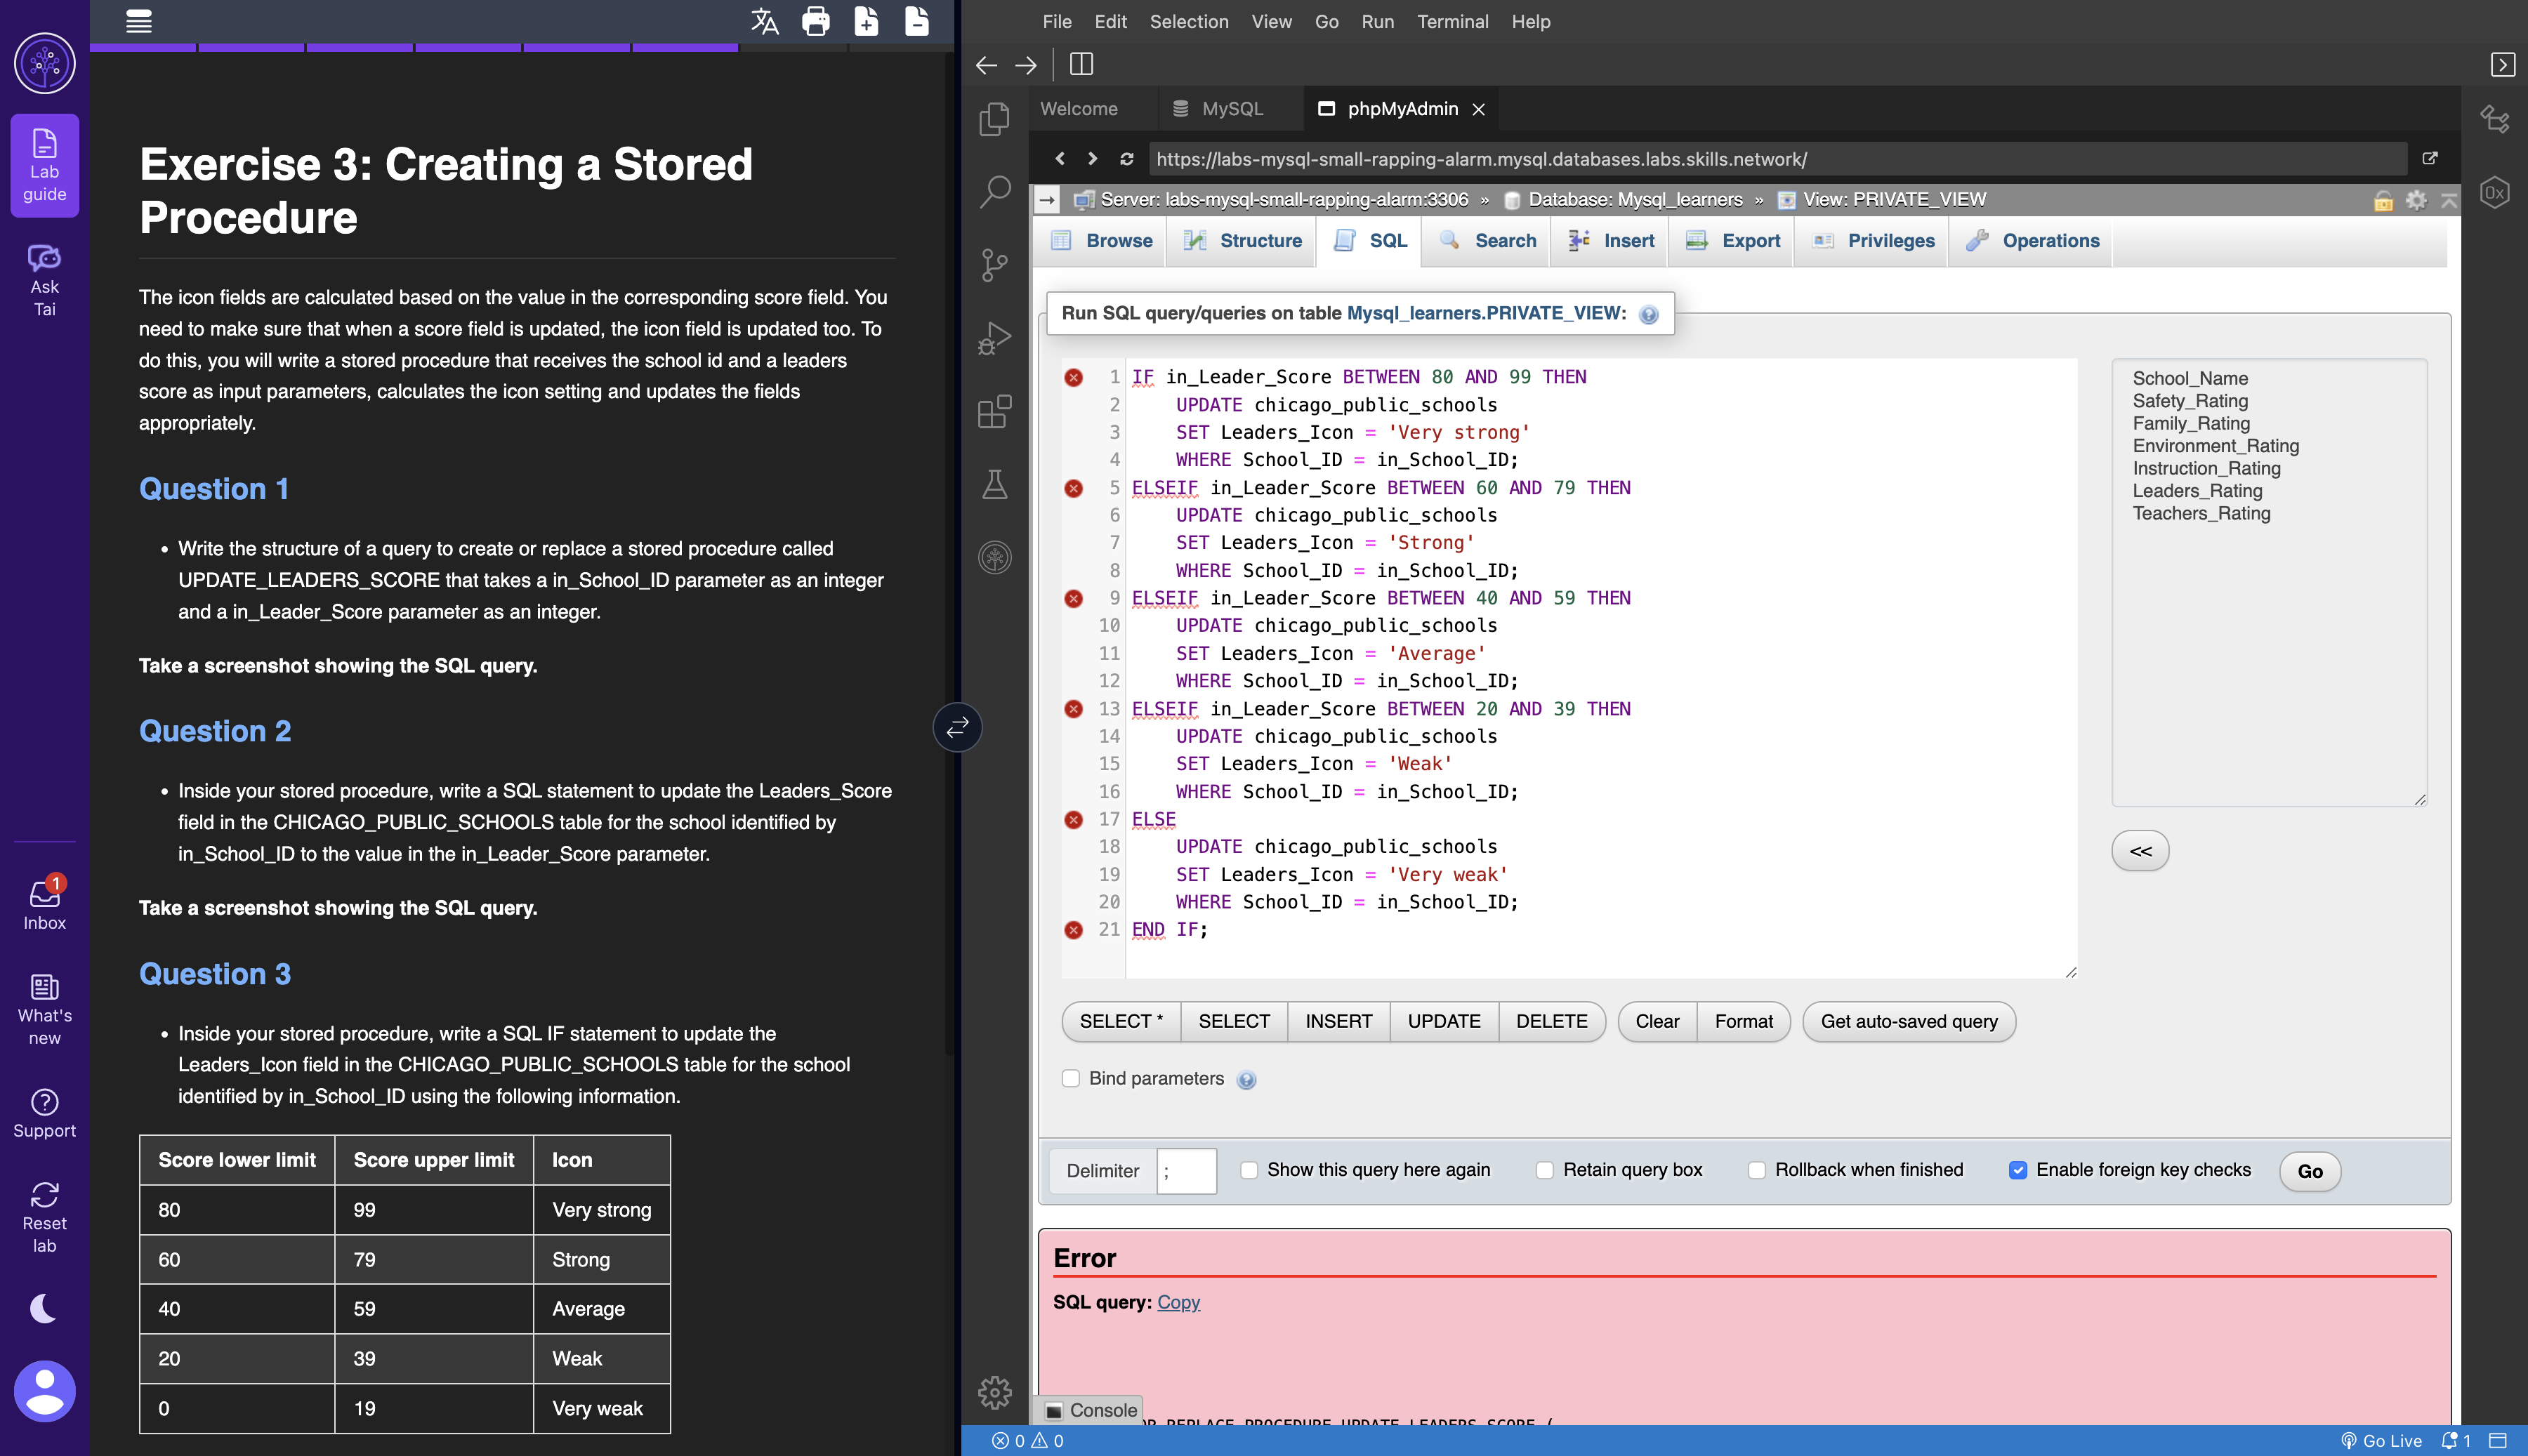 Lab
guide
Ask
Tai
1
Inbox
What's
new
Support
Reset
lab
Exercise 3: Creating a Stored
Procedure
The icon fields are calculated based on the value in the corresponding score field. You
need to make sure that when a score field is updated, the icon field is updated too. To
do this, you will write a stored procedure that receives the school id and a leaders
score as input parameters, calculates the icon setting and updates the fields
appropriately.
Question 1
• Write the structure of a query to create or replace a stored procedure called
UPDATE_LEADERS_SCORE that takes a in_School_ID parameter as an integer
and a in_Leader_Score parameter as an integer.
Take a screenshot showing the SQL query.
Question 2
• Inside your stored procedure, write a SQL statement to update the Leaders_Score
field in the CHICAGO_PUBLIC_SCHOOLS table for the school identified by
in_School_ID to the value in the in_Leader_Score parameter.
Take a screenshot showing the SQL query.
Question 3
• Inside your stored procedure, write a SQL IF statement to update the
Leaders_Icon field in the CHICAGO_PUBLIC_SCHOOLS table for the school
identified by in_School_ID using the following information.
Score lower limit Score upper limit Icon
80 99 Very strong
60 79 Strong
40 59 Average
20 39 Weak
0 19 Very weak
File Edit Selection View Go Run Terminal Help
Welcome MySQL phpMyAdmin
https://labs-mysql-small-rapping-alarm.mysql.databases.labs.skills.network/
Server: labs-mysql-small-rapping-alarm:3306 » Database: Mysql_learners » View: PRIVATE_VIEW
Browse Structure SQL Search Insert Export Privileges Operations
Run SQL query/queries on table Mysql_learners.PRIVATE_VIEW:
1 IF in_Leader_Score BETWEEN 80 AND 99 THEN
2 UPDATE chicago_public_schools
3 SET Leaders_Icon = 'Very strong'
4 WHERE School_ID = in_School_ID;
5 ELSEIF in_Leader_Score BETWEEN 60 AND 79 THEN
6 UPDATE chicago_public_schools
7 SET Leaders_Icon = 'Strong'
8 WHERE School_ID = in_School_ID;
9 ELSEIF in_Leader_Score BETWEEN 40 AND 59 THEN
10 UPDATE chicago_public_schools
11 SET Leaders_Icon = 'Average'
12 WHERE School_ID = in_School_ID;
13 ELSEIF in_Leader_Score BETWEEN 20 AND 39 THEN
14 UPDATE chicago_public_schools
15 SET Leaders_Icon = 'Weak'
16 WHERE School_ID = in_School_ID;
17 ELSE
18 UPDATE chicago_public_schools
19 SET Leaders_Icon = 'Very weak'
20 WHERE School_ID = in_School_ID;
21 END IF;
School_Name
Safety_Rating
Family_Rating
Environment_Rating
Instruction_Rating
Leaders_Rating
Teachers_Rating
<<
SELECT * SELECT INSERT UPDATE DELETE Clear Format Get auto-saved query
Bind parameters
Delimiter ; Show this query here again Retain query box Rollback when finished Enable foreign key checks Go
Error
SQL query: Copy
REPLACE PROCEDURE UPDATE_LEADERS_SCORE (
Console
0 0 Go Live 1
0x